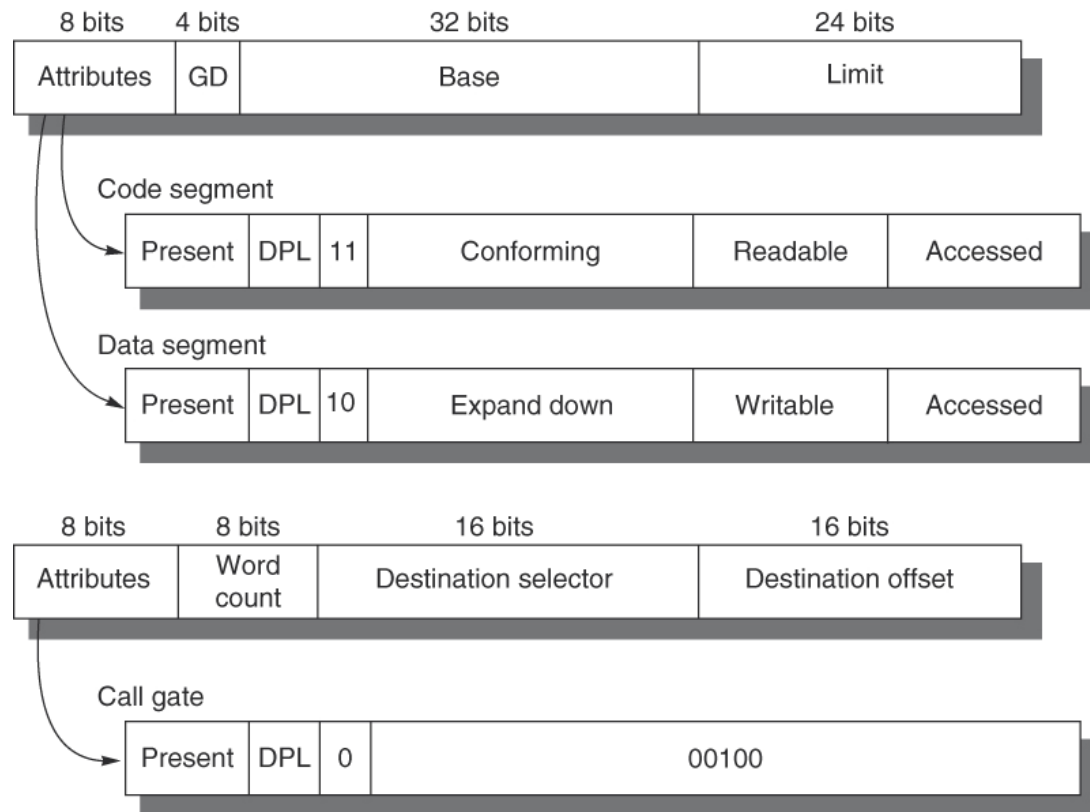 8 bits 4 bits 32 bits 24 bits
Attributes GD Base Limit
Code segment
Present DPL 11 Conforming Readable Accessed
Data segment
Present DPL 10 Expand down Writable Accessed
8 bits 8 bits 16 bits 16 bits
Attributes Word count Destination selector Destination offset
Call gate
Present DPL 0 00100